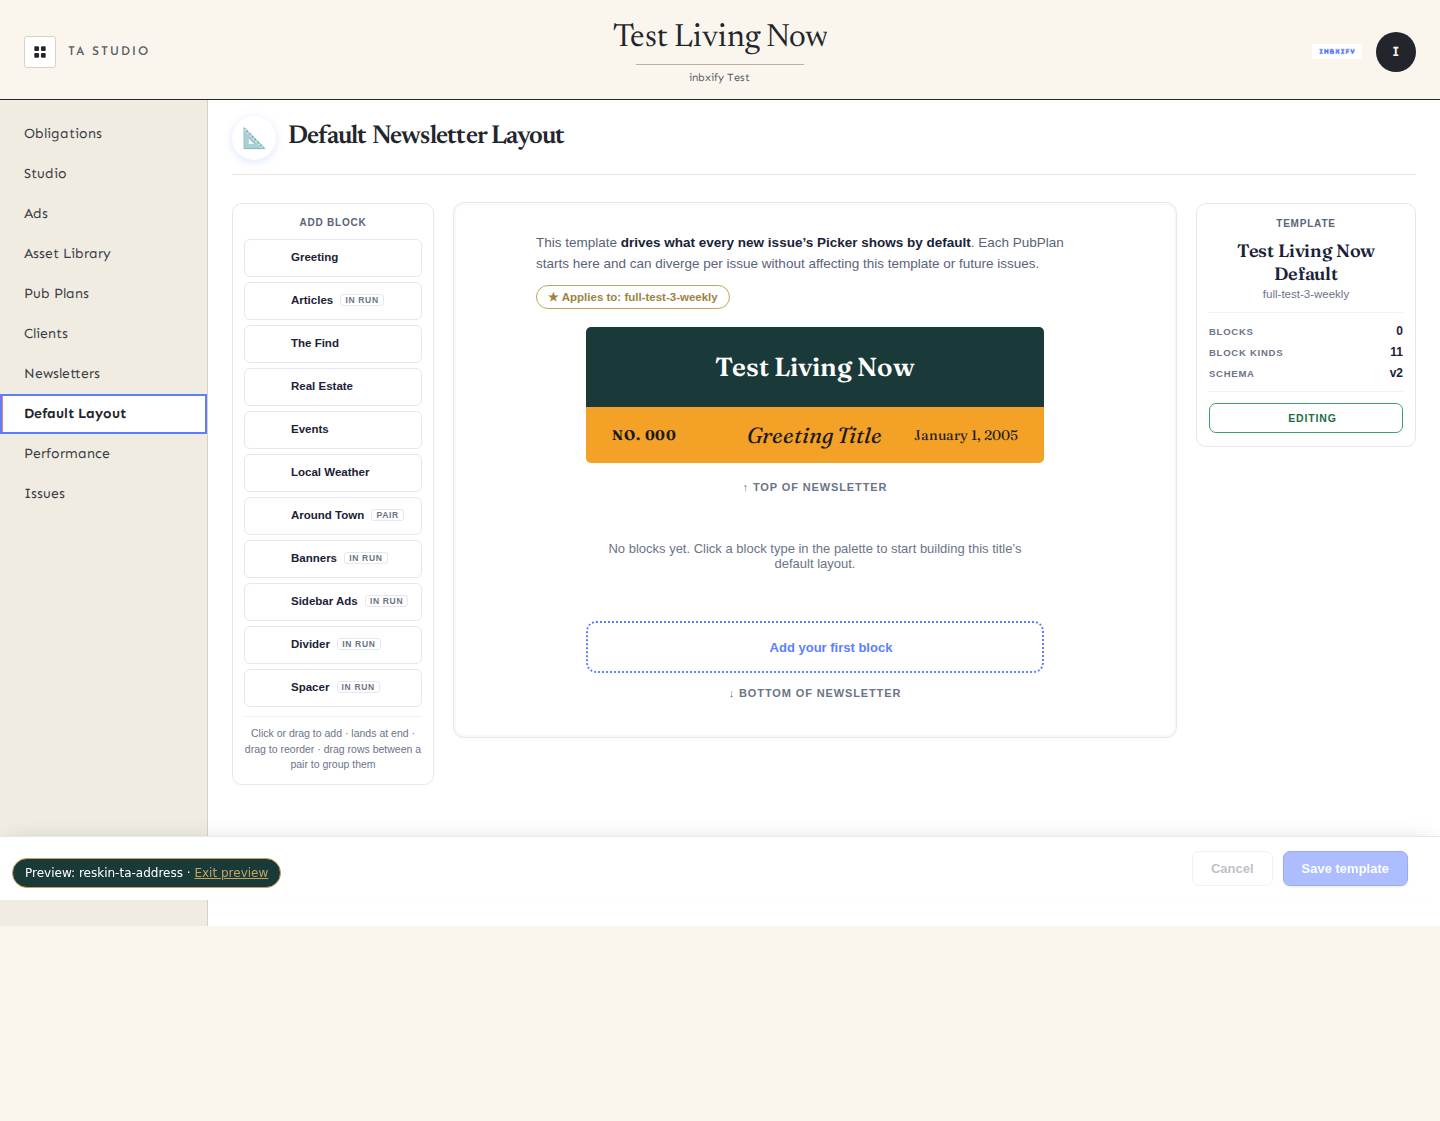 TA STUDIO
Test Living Now
inbxify Test
INBXIFY
I
Obligations
Studio
Ads
Asset Library
Pub Plans
Clients
Newsletters
Default Layout
Performance
Issues
Default Newsletter Layout
ADD BLOCK
Greeting
Articles IN RUN
The Find
Real Estate
Events
Local Weather
Around Town PAIR
Banners IN RUN
Sidebar Ads IN RUN
Divider IN RUN
Spacer IN RUN
Click or drag to add · lands at end ·
drag to reorder · drag rows between a
pair to group them
This template drives what every new issue's Picker shows by default. Each PubPlan
starts here and can diverge per issue without affecting this template or future issues.
★ Applies to: full-test-3-weekly
Test Living Now
NO. 000 Greeting Title January 1, 2005
↑ TOP OF NEWSLETTER
No blocks yet. Click a block type in the palette to start building this title's
default layout.
Add your first block
↓ BOTTOM OF NEWSLETTER
TEMPLATE
Test Living Now
Default
full-test-3-weekly
BLOCKS 0
BLOCK KINDS 11
SCHEMA v2
EDITING
Preview: reskin-ta-address · Exit preview
Cancel
Save template